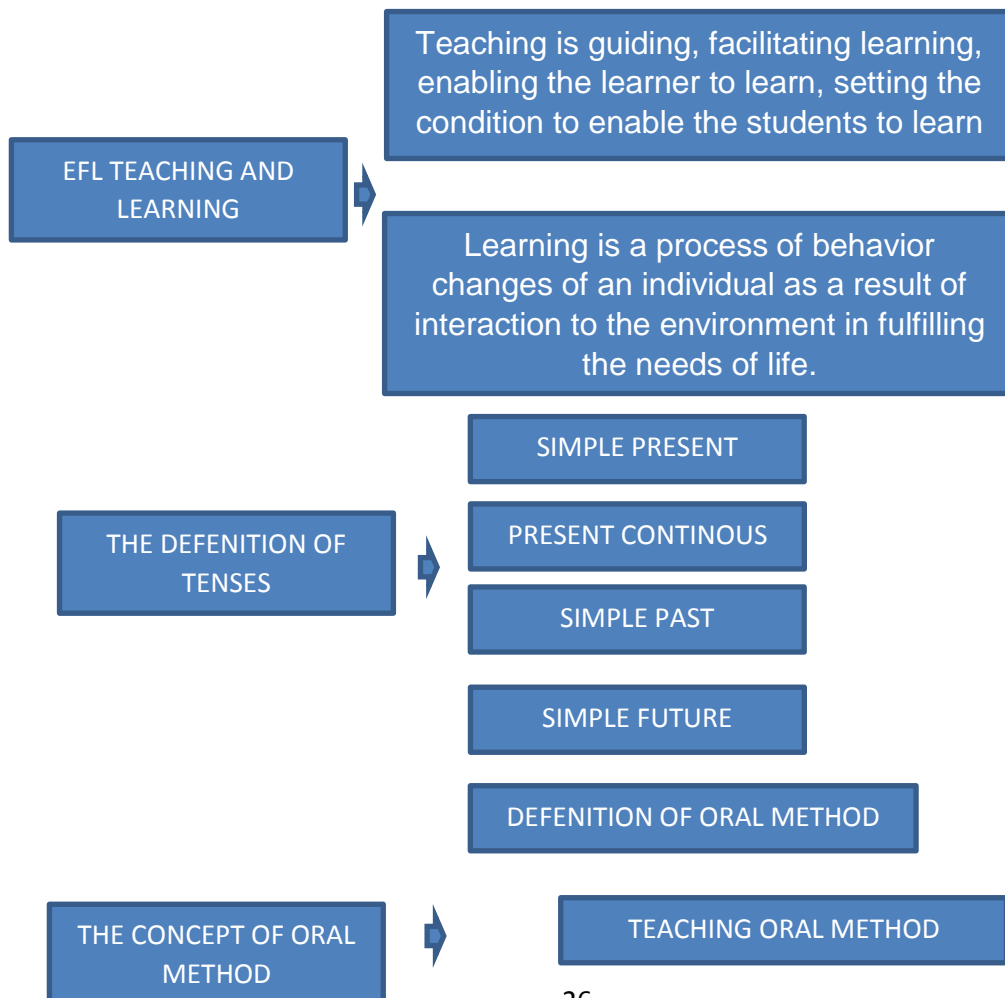 Teaching is guiding, facilitating learning,
enabling the learner to learn, setting the
condition to enable the students to learn
EFL TEACHING AND
LEARNING
Learning is a process of behavior
changes of an individual as a result of
interaction to the environment in fulfilling
the needs of life.
SIMPLE PRESENT
THE DEFENITION OF
TENSES
PRESENT CONTINOUS
SIMPLE PAST
SIMPLE FUTURE
DEFENITION OF ORAL METHOD
THE CONCEPT OF ORAL
METHOD
TEACHING ORAL METHOD